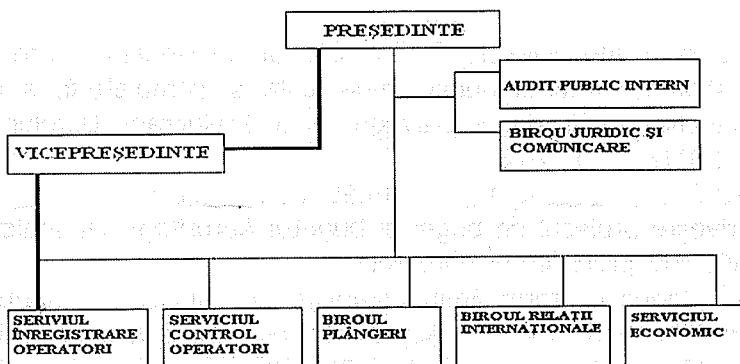 PREȘEDINTE
AUDIT PUBLIC INTERN
BIROU JURIDIC ȘI
COMUNICARE
VICEPREȘEDINTE
SERIVIUL
ÎNREGISTRARE
OPERATORI
SERVICIUL
CONTROL
OPERATORI
BIROUL
PLÂNGERI
BIROUL RELAȚII
INTERNAȚIONALE
SERVICIUL
ECONOMIC